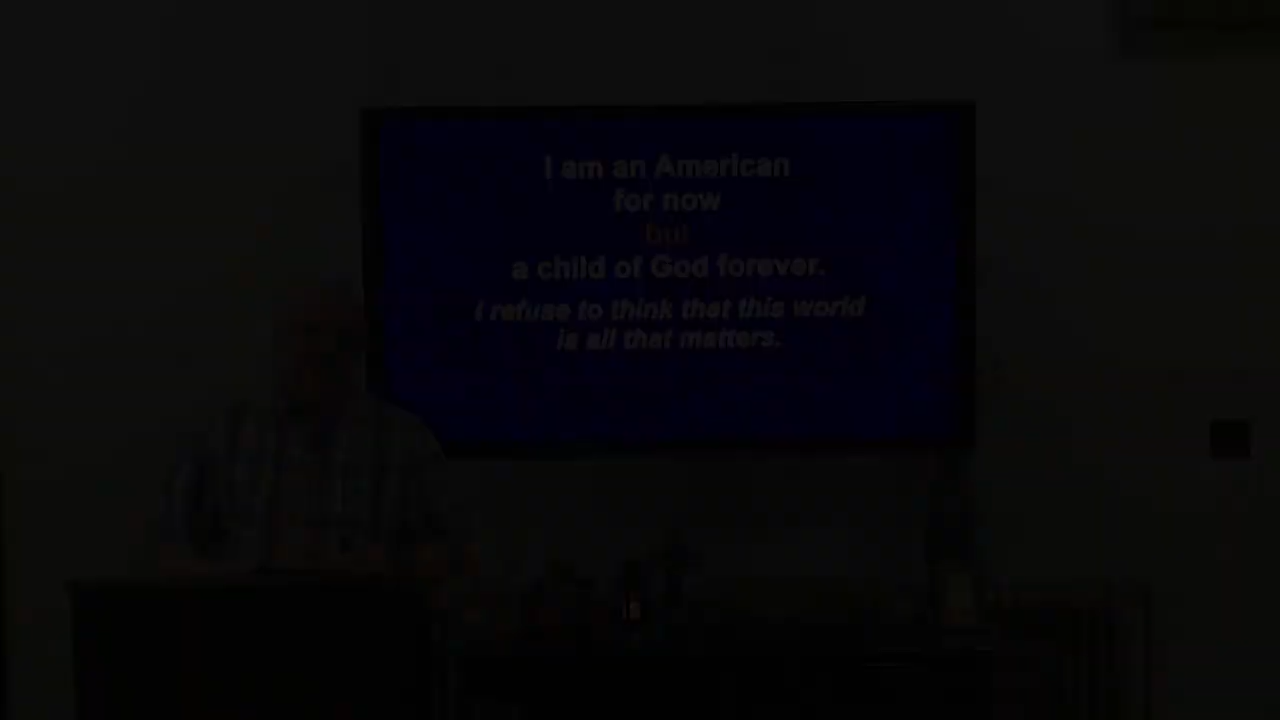 I am an American
for now
but
a child of God forever.
I refuse to think that this world
is all that matters.